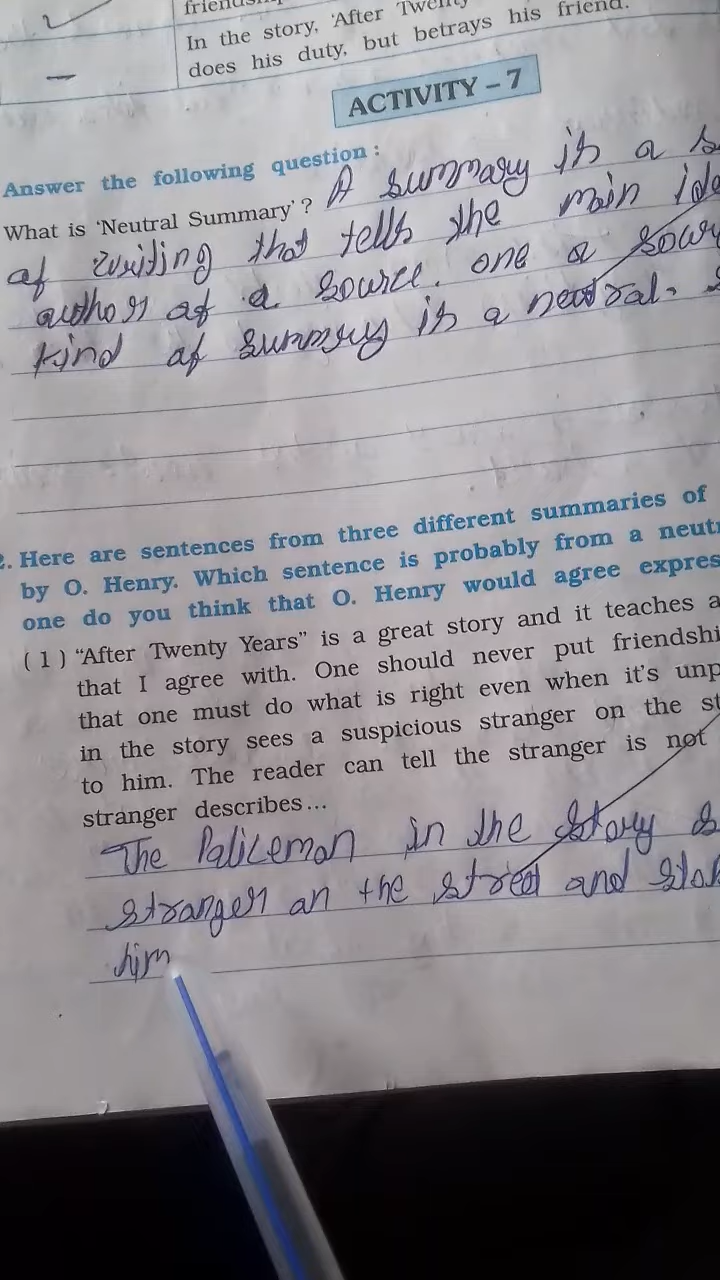 In the story, 'After Twenty
does his duty, but betrays his friend.
ACTIVITY – 7
Answer the following question :
What is 'Neutral Summary'? A summary is a s
of writing that tells the main ide
author of a source. one a sour
kind of summry is a neutral. s
2. Here are sentences from three different summaries of
by O. Henry. Which sentence is probably from a neutr
one do you think that O. Henry would agree expres
( 1 ) "After Twenty Years" is a great story and it teaches a
that I agree with. One should never put friendshi
that one must do what is right even when it's unp
in the story sees a suspicious stranger on the st
to him. The reader can tell the stranger is not
stranger describes...
The Policeman in the story s
stranger on the street and
him